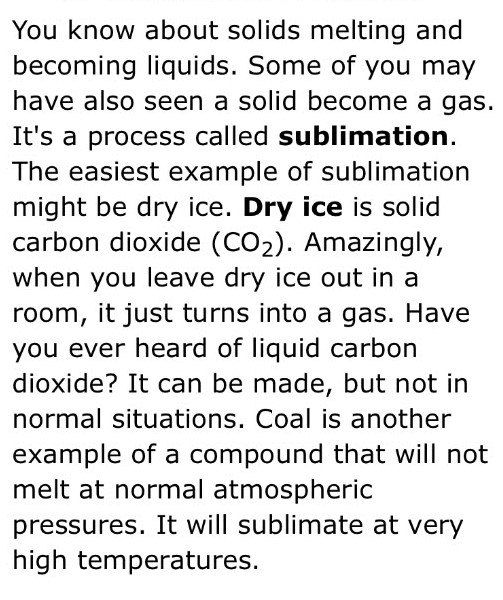 You know about solids melting and
becoming liquids. Some of you may
have also seen a solid become a gas.
It's a process called sublimation.
The easiest example of sublimation
might be dry ice. Dry ice is solid
carbon dioxide (CO₂). Amazingly,
when you leave dry ice out in a
room, it just turns into a gas. Have
you ever heard of liquid carbon
dioxide? It can be made, but not in
normal situations. Coal is another
example of a compound that will not
melt at normal atmospheric
pressures. It will sublimate at very
high temperatures.